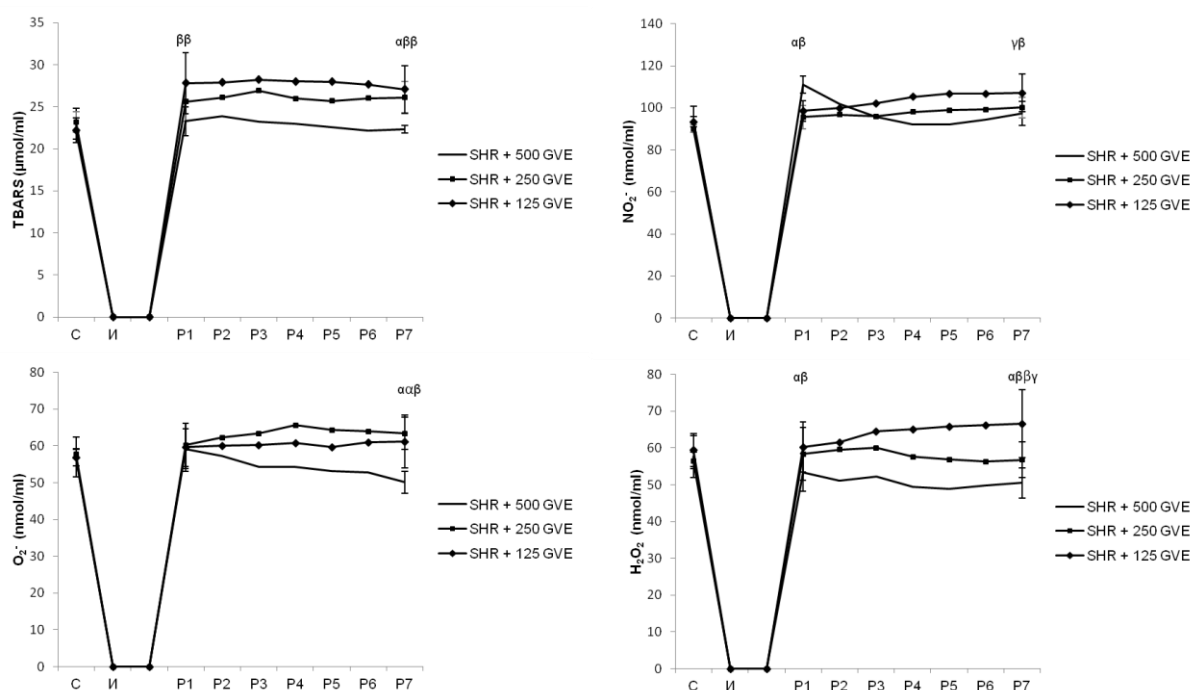 TBARS (µmol/ml)
35
30
25
20
15
10
5
0
ββ
αββ
С И P1 P2 P3 P4 P5 P6 P7
SHR + 500 GVE
SHR + 250 GVE
SHR + 125 GVE
NO₂⁻ (nmol/ml)
140
120
100
80
60
40
20
0
αβ
γβ
С И P1 P2 P3 P4 P5 P6 P7
SHR + 500 GVE
SHR + 250 GVE
SHR + 125 GVE
O₂⁻ (nmol/ml)
80
70
60
50
40
30
20
10
0
ααβ
С И P1 P2 P3 P4 P5 P6 P7
SHR + 500 GVE
SHR + 250 GVE
SHR + 125 GVE
H₂O₂ (nmol/ml)
80
70
60
50
40
30
20
10
0
αβ
αββγ
С И P1 P2 P3 P4 P5 P6 P7
SHR + 500 GVE
SHR + 250 GVE
SHR + 125 GVE